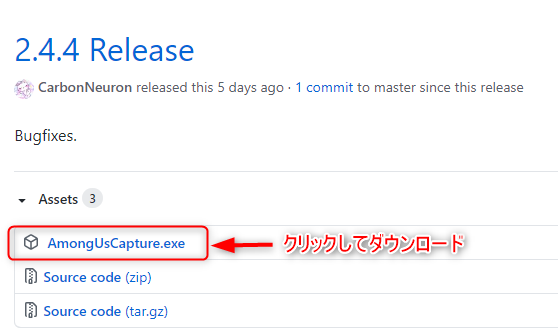 2.4.4 Release
CarbonNeuron released this 5 days ago · 1 commit to master since this release
Bugfixes.
Assets 3
AmongUsCapture.exe クリックしてダウンロード
Source code (zip)
Source code (tar.gz)